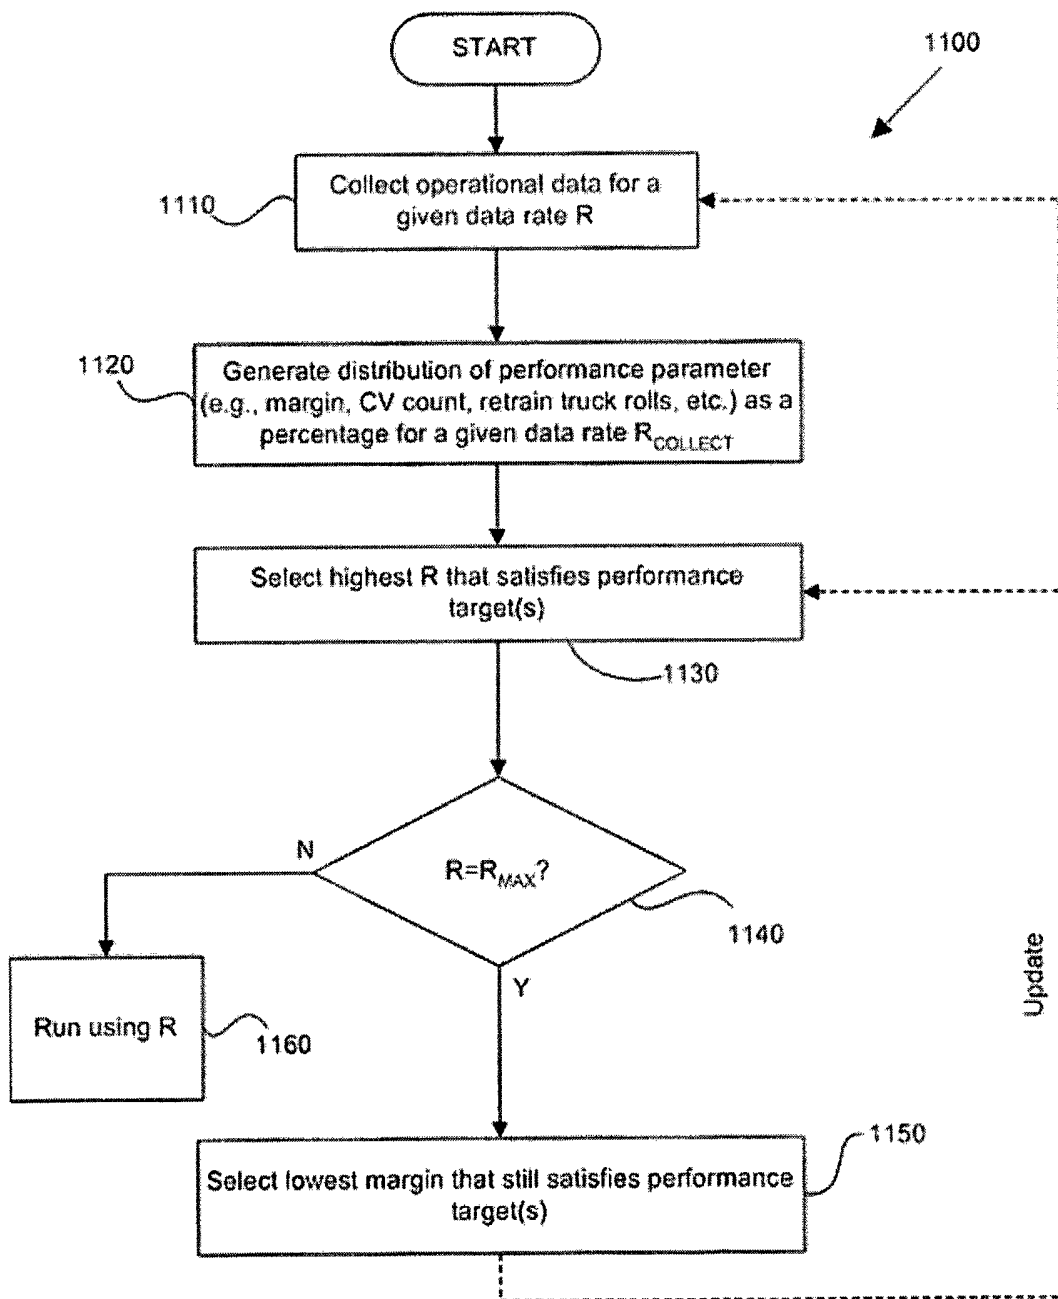 START
1100
Collect operational data for a
given data rate R
1110
1120
Generate distribution of performance parameter
(e.g., margin, CV count, retrain truck rolls, etc.) as a
percentage for a given data rate RCOLLECT
Select highest R that satisfies performance
target(s)
1130
N
R=RMAX?
1140
Y
Update
Run using R
1160
1150
Select lowest margin that still satisfies performance
target(s)